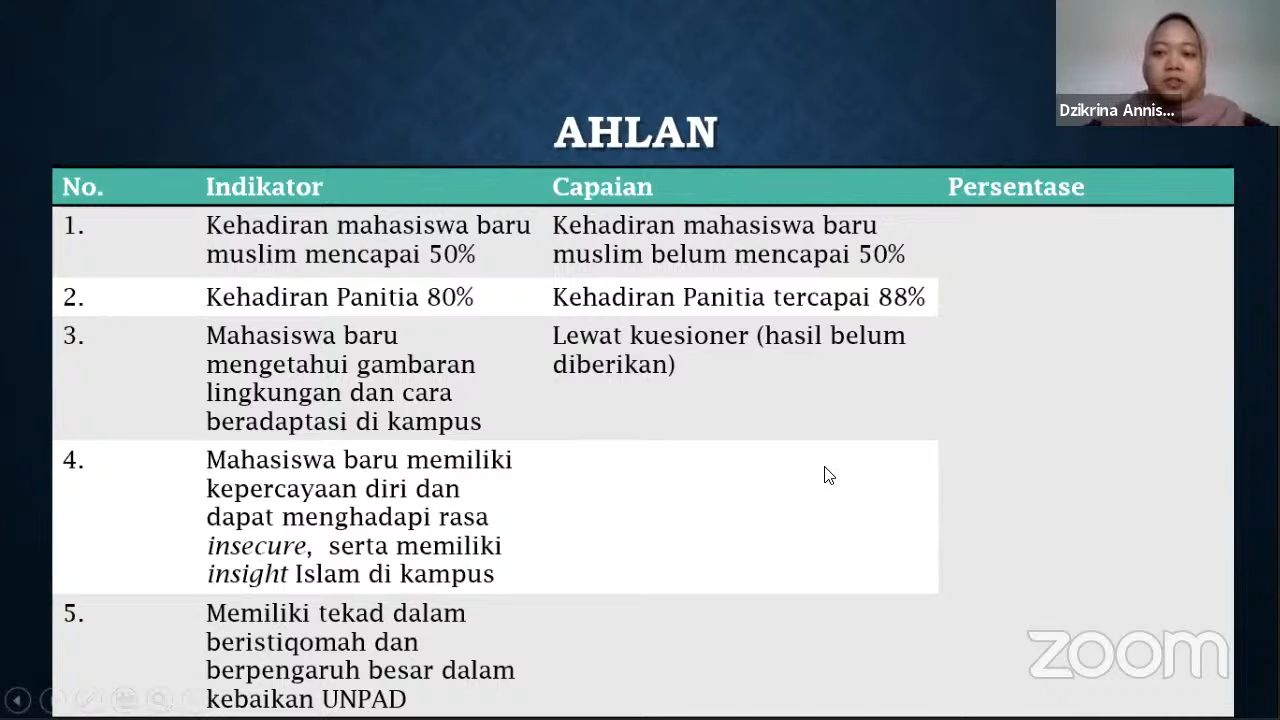 Dzikrina Annis...
AHLAN
No. Indikator Capaian Persentase
1. Kehadiran mahasiswa baru Kehadiran mahasiswa baru
muslim mencapai 50% muslim belum mencapai 50%
2. Kehadiran Panitia 80% Kehadiran Panitia tercapai 88%
3. Mahasiswa baru Lewat kuesioner (hasil belum
mengetahui gambaran diberikan)
lingkungan dan cara
beradaptasi di kampus
4. Mahasiswa baru memiliki
kepercayaan diri dan
dapat menghadapi rasa
insecure, serta memiliki
insight Islam di kampus
5. Memiliki tekad dalam
beristiqomah dan
berpengaruh besar dalam
kebaikan UNPAD
zoom